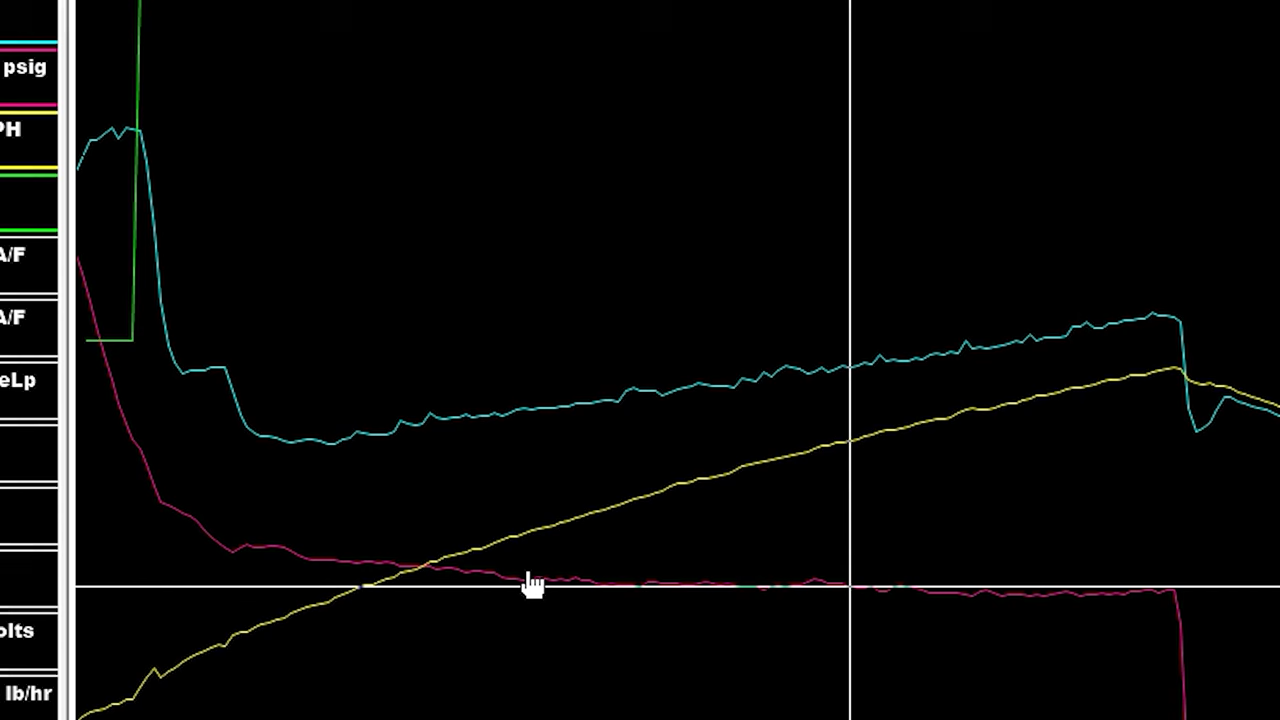 psig
PH
A/F
A/F
eLp
olts
lb/hr